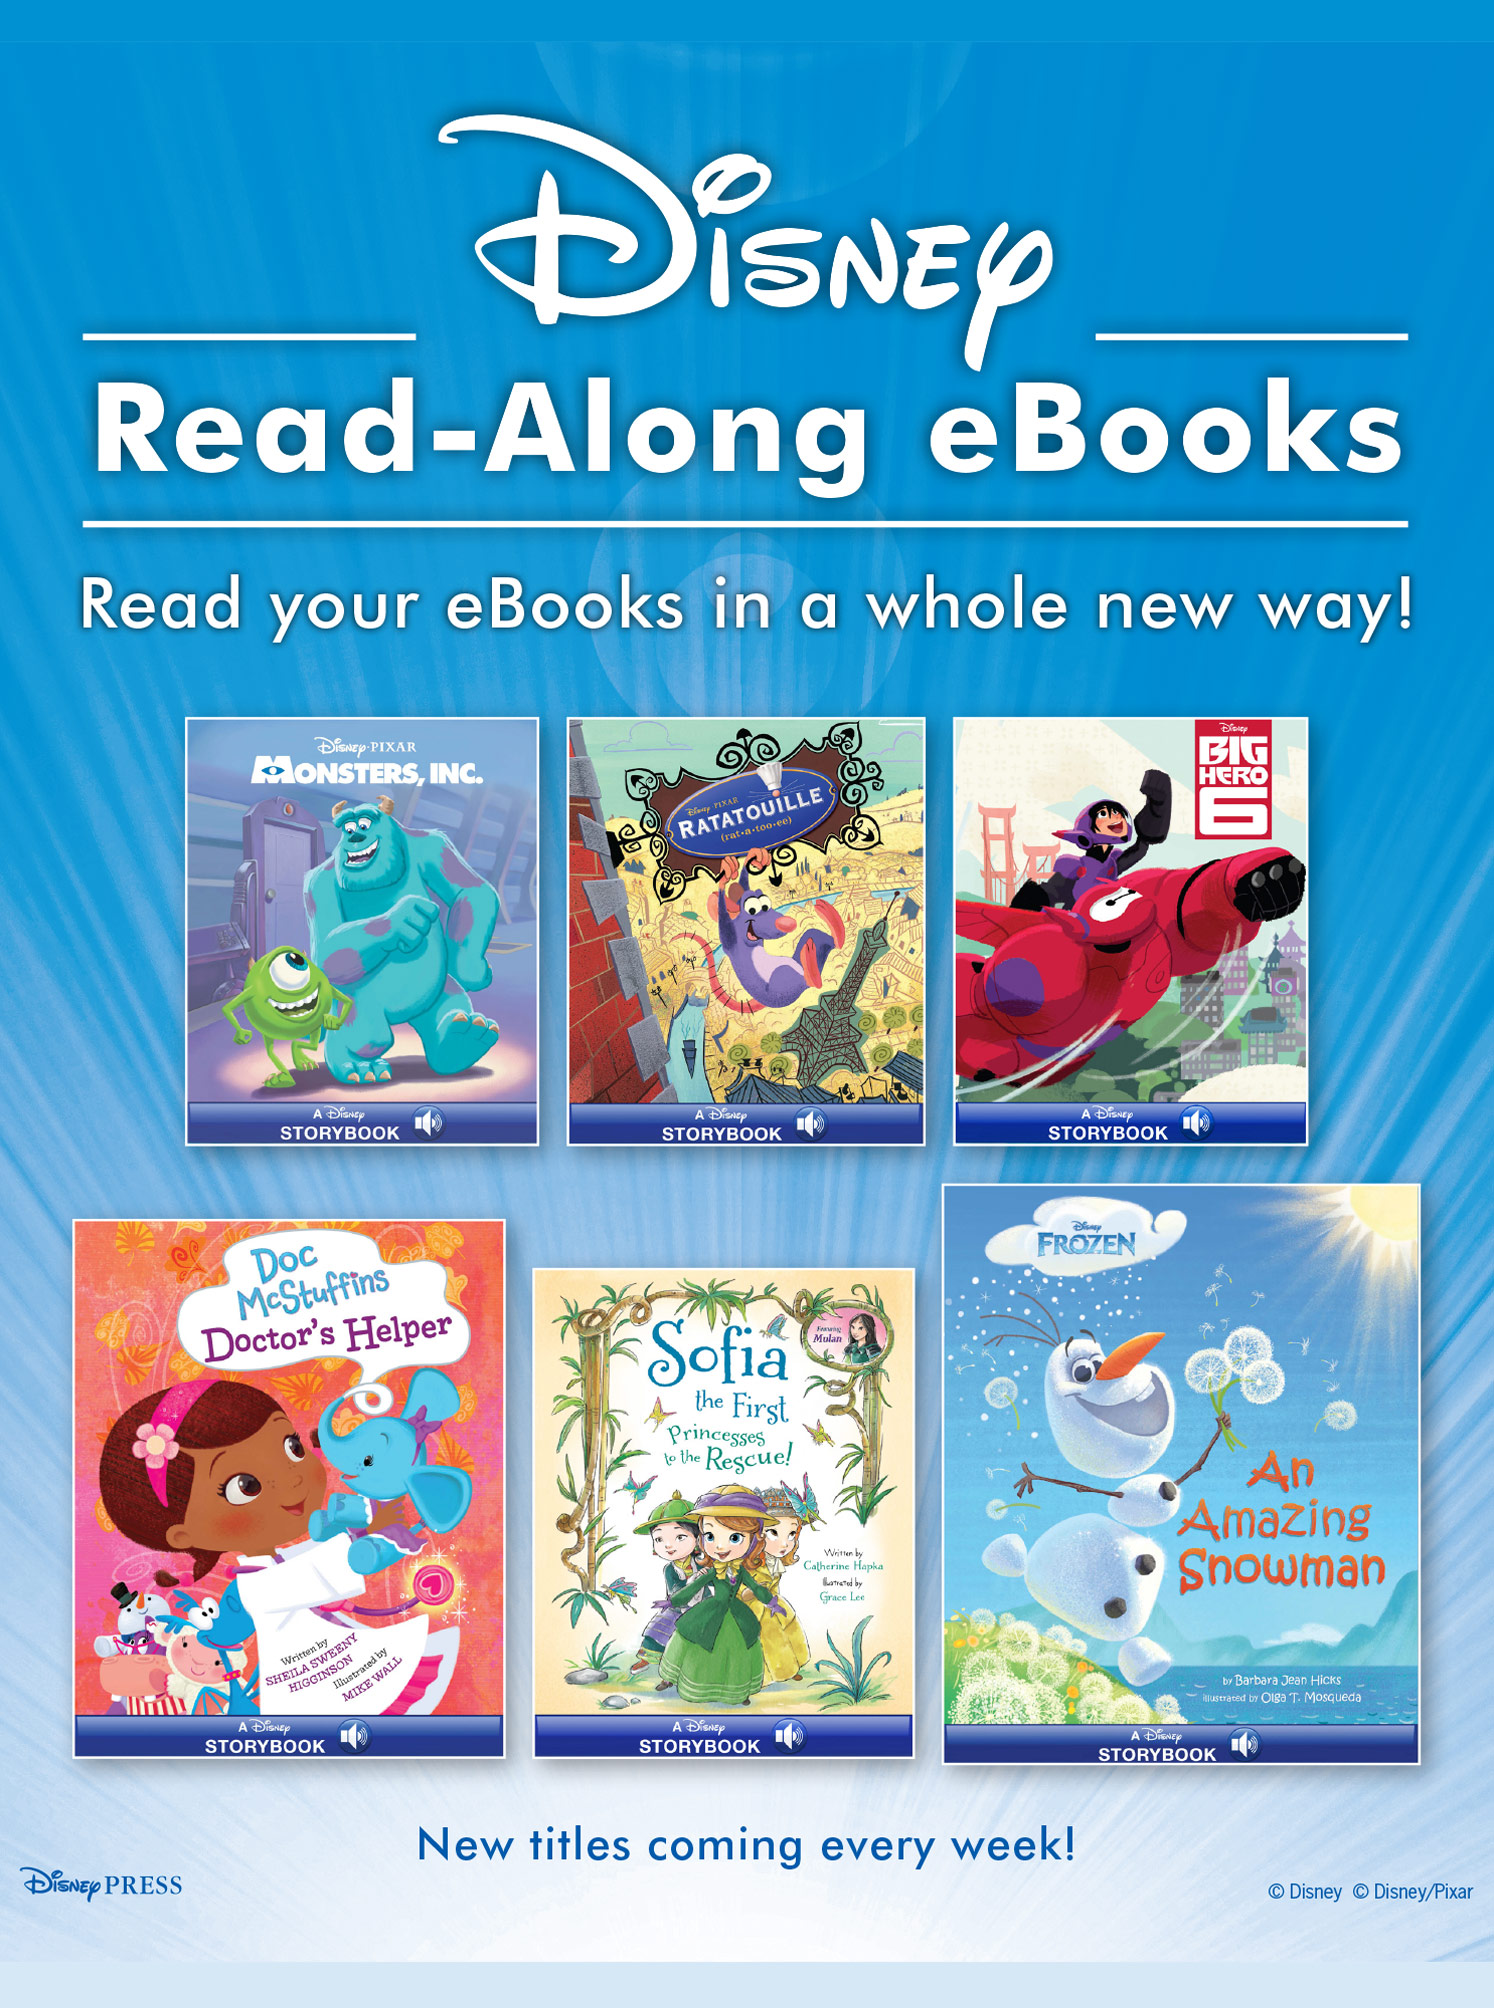 Disney
Read-Along eBooks
Read your eBooks in a whole new way!
Disney·PIXAR
MONSTERS, INC.
A Disney
STORYBOOK
Disney·PIXAR
RATATOUILLE
(rat•a•too•ee)
A Disney
STORYBOOK
Disney
BIG
HERO
6
A Disney
STORYBOOK
Doc
McStuffins
Doctor's Helper
Written by
SHEILA SWEENY
HIGGINSON
Illustrated by
MIKE WALL
A Disney
STORYBOOK
Featuring
Mulan
Sofia
the First
Princesses
to the Rescue!
Written by
Catherine Hapka
Illustrated by
Grace Lee
A Disney
STORYBOOK
Disney
FROZEN
An
Amazing
Snowman
by Barbara Jean Hicks
illustrated by Olga T. Mosqueda
A Disney
STORYBOOK
New titles coming every week!
Disney PRESS
© Disney © Disney/Pixar